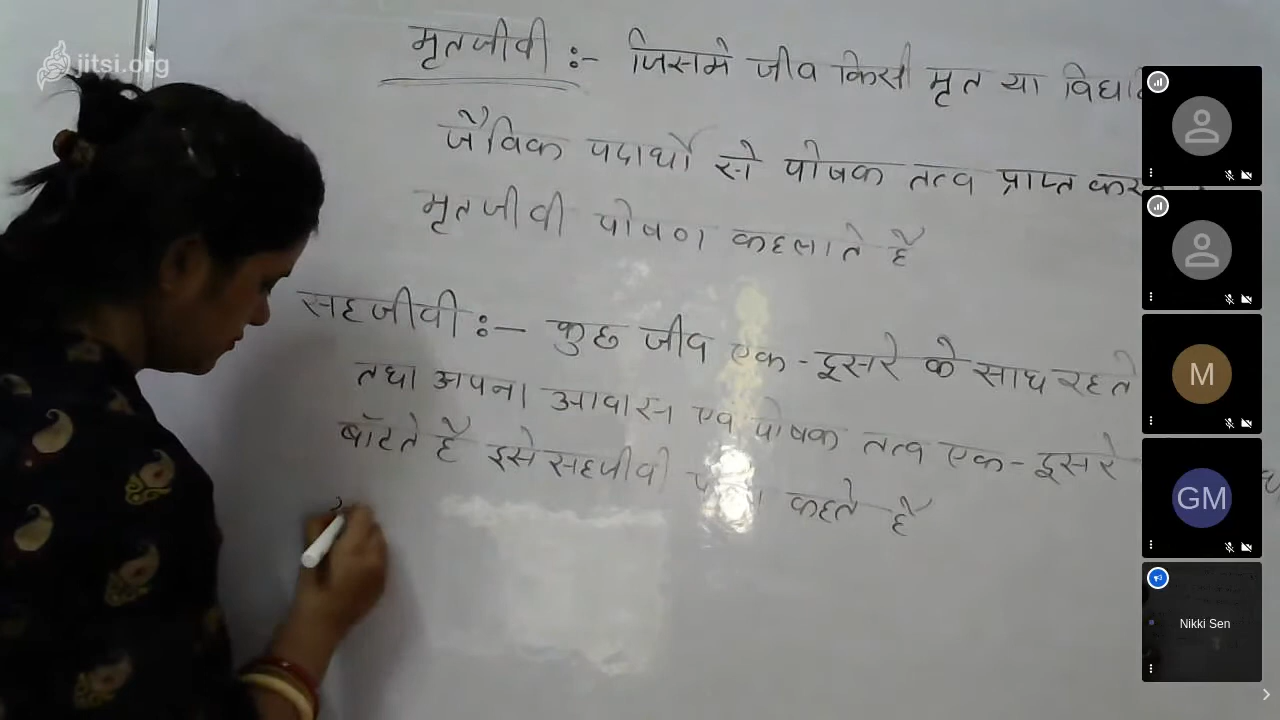 jitsi.org
मृतजीवी :- जिसमे जीव किसी मृत या
जैविक पदार्थो से पोषक तत्व प्राप्त
मृतजीवी पोषण कहलाते है
सहजीवी :- कुछ जीव एक-दूसरे के साथ रहते
तथा अपना आवास एव पोषक तत्व एक-दूसरे
बॉटते है इसे सहजीवी कहते है
M
GM
Nikki Sen